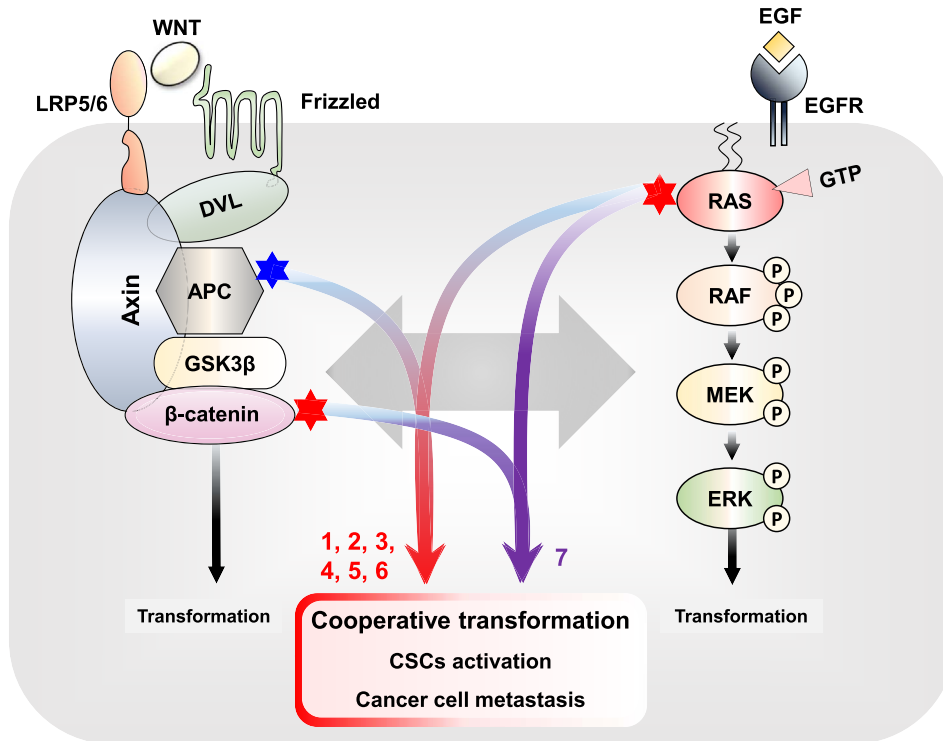 WNT
LRP5/6
Frizzled
EGF
EGFR
DVL
Axin
APC
GSK3β
β-catenin
RAS
GTP
RAF
P
P
P
MEK
P
P
ERK
P
P
1, 2, 3,
4, 5, 6
7
Transformation
Cooperative transformation
CSCs activation
Cancer cell metastasis
Transformation